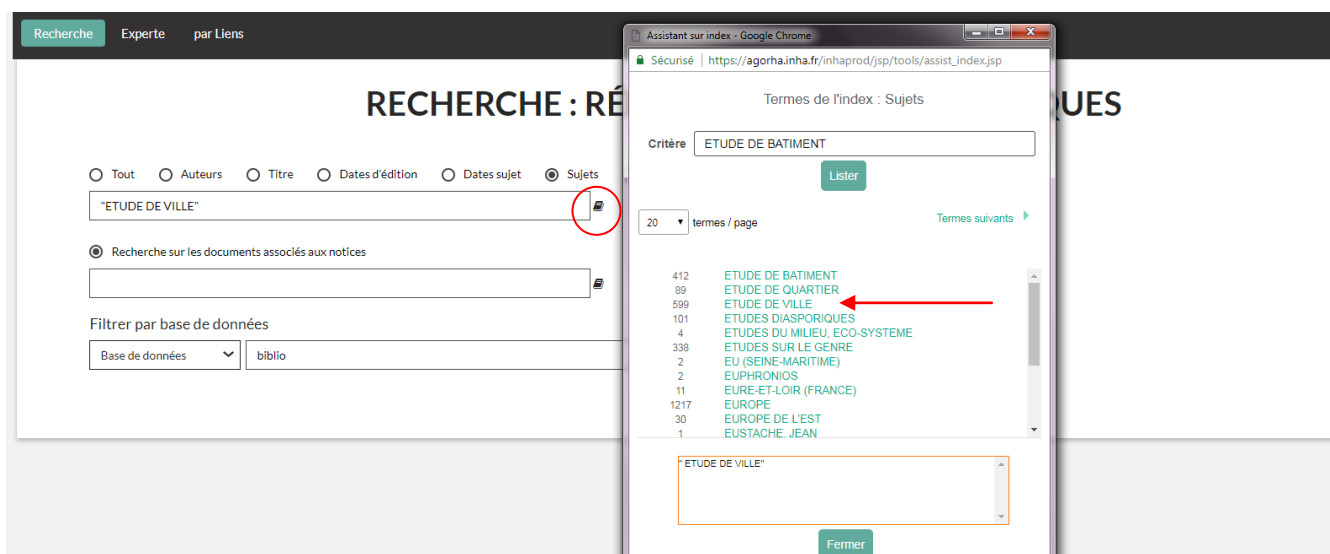 Recherche Experte par Liens
RECHERCHE : RÉ
UES
Tout Auteurs Titre Dates d'édition Dates sujet Sujets
"ETUDE DE VILLE"
Recherche sur les documents associés aux notices
Filtrer par base de données
Base de données biblio
Assistant sur index - Google Chrome
Sécurisé | https://agorha.inha.fr/inhaprod/jsp/tools/assist_index.jsp
Termes de l'index : Sujets
Critère ETUDE DE BATIMENT
Lister
20 termes / page Termes suivants
412 ETUDE DE BATIMENT
89 ETUDE DE QUARTIER
599 ETUDE DE VILLE
101 ETUDES DIASPORIQUES
4 ETUDES DU MILIEU, ECO-SYSTEME
338 ETUDES SUR LE GENRE
2 EU (SEINE-MARITIME)
2 EUPHRONIOS
11 EURE-ET-LOIR (FRANCE)
1217 EUROPE
30 EUROPE DE L'EST
1 EUSTACHE, JEAN
" ETUDE DE VILLE"
Fermer